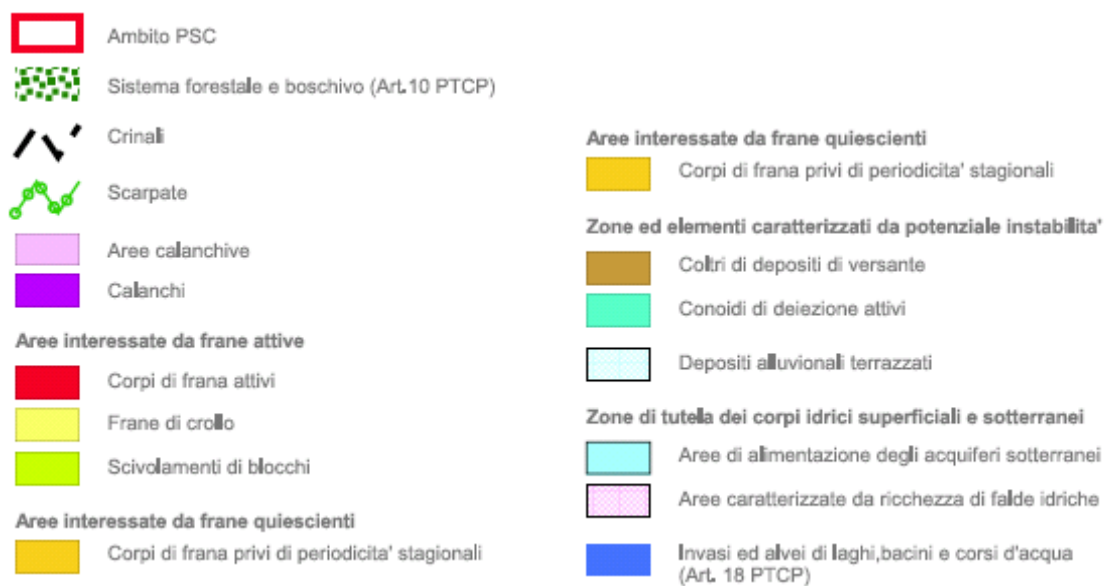 Ambito PSC
Sistema forestale e boschivo (Art.10 PTCP)
Crinali
Scarpate
Aree calanchive
Calanchi
Aree interessate da frane attive
Corpi di frana attivi
Frane di crollo
Scivolamenti di blocchi
Aree interessate da frane quiescienti
Corpi di frana privi di periodicita' stagionali
Aree interessate da frane quiescienti
Corpi di frana privi di periodicita' stagionali
Zone ed elementi caratterizzati da potenziale instabilita'
Coltri di depositi di versante
Conoidi di deiezione attivi
Depositi alluvionali terrazzati
Zone di tutela dei corpi idrici superficiali e sotterranei
Aree di alimentazione degli acquiferi sotterranei
Aree caratterizzate da ricchezza di falde idriche
Invasi ed alvei di laghi,bacini e corsi d'acqua
(Art. 18 PTCP)